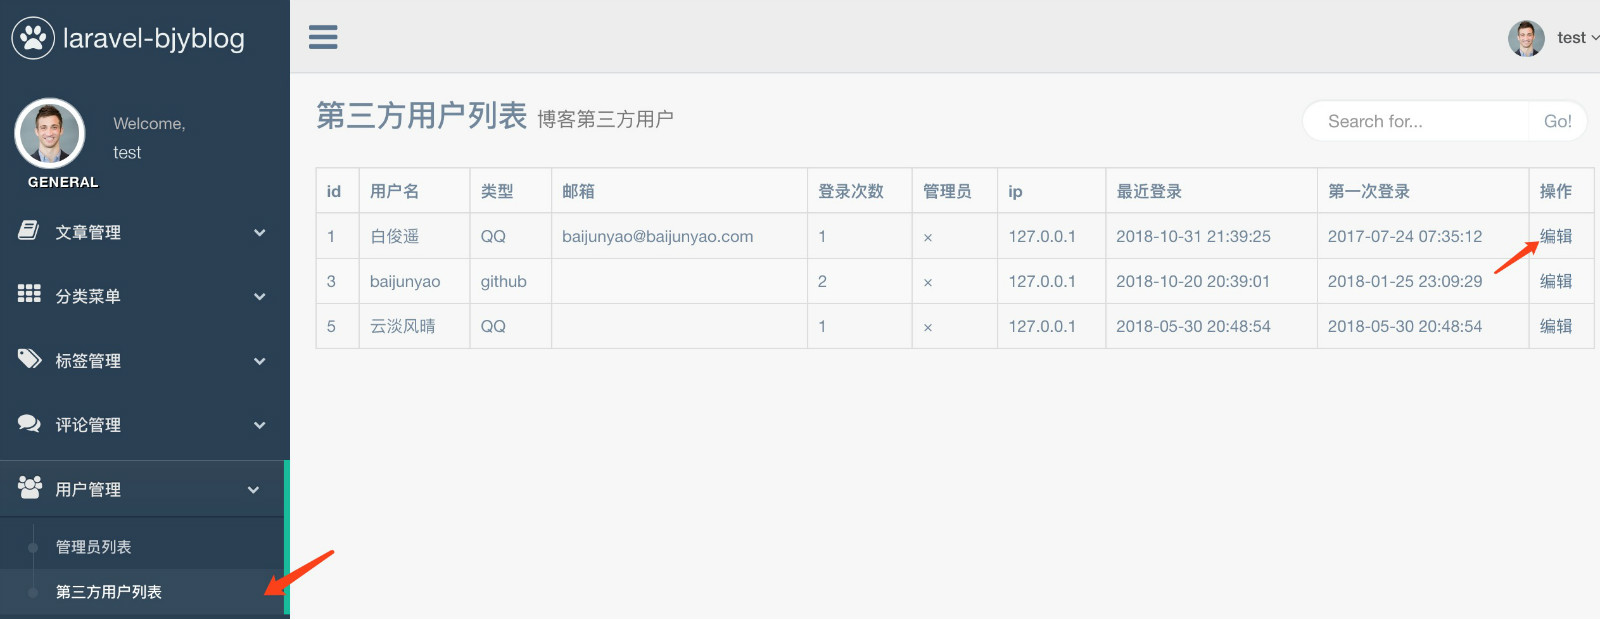 laravel-bjyblog
Welcome,
test
GENERAL
文章管理
分类菜单
标签管理
评论管理
用户管理
管理员列表
第三方用户列表
test
第三方用户列表 博客第三方用户
Search for... Go!
id 用户名 类型 邮箱 登录次数 管理员 ip 最近登录 第一次登录 操作
1 白俊遥 QQ baijunyao@baijunyao.com 1 × 127.0.0.1 2018-10-31 21:39:25 2017-07-24 07:35:12 编辑
3 baijunyao github 2 × 127.0.0.1 2018-10-20 20:39:01 2018-01-25 23:09:29 编辑
5 云淡风晴 QQ 1 × 127.0.0.1 2018-05-30 20:48:54 2018-05-30 20:48:54 编辑